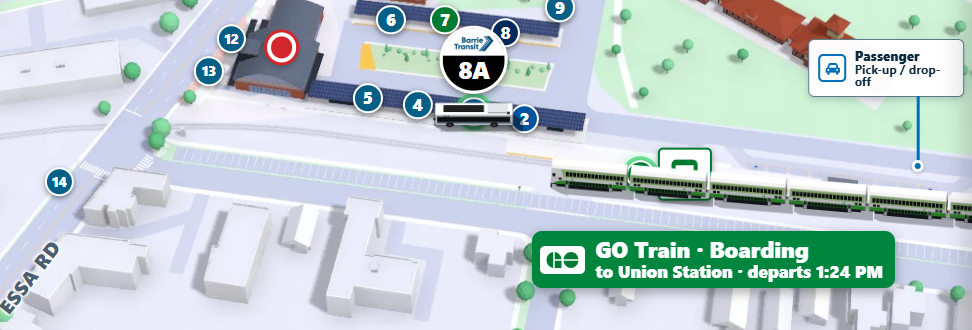 6
7
8
9
12
13
Barrie
Transit
8A
5
4
2
14
Passenger
Pick-up / drop-
off
ESSA RD
GO
GO Train · Boarding
to Union Station · departs 1:24 PM